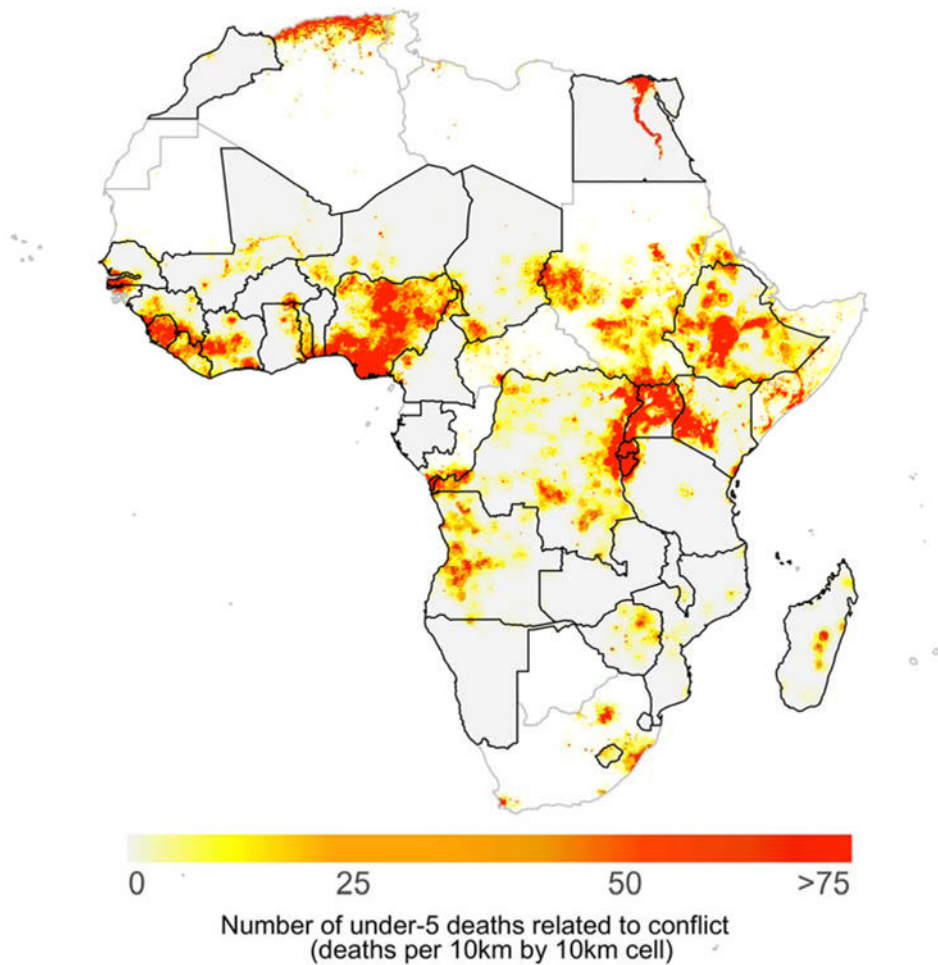 0 25 50 >75
Number of under-5 deaths related to conflict
(deaths per 10km by 10km cell)